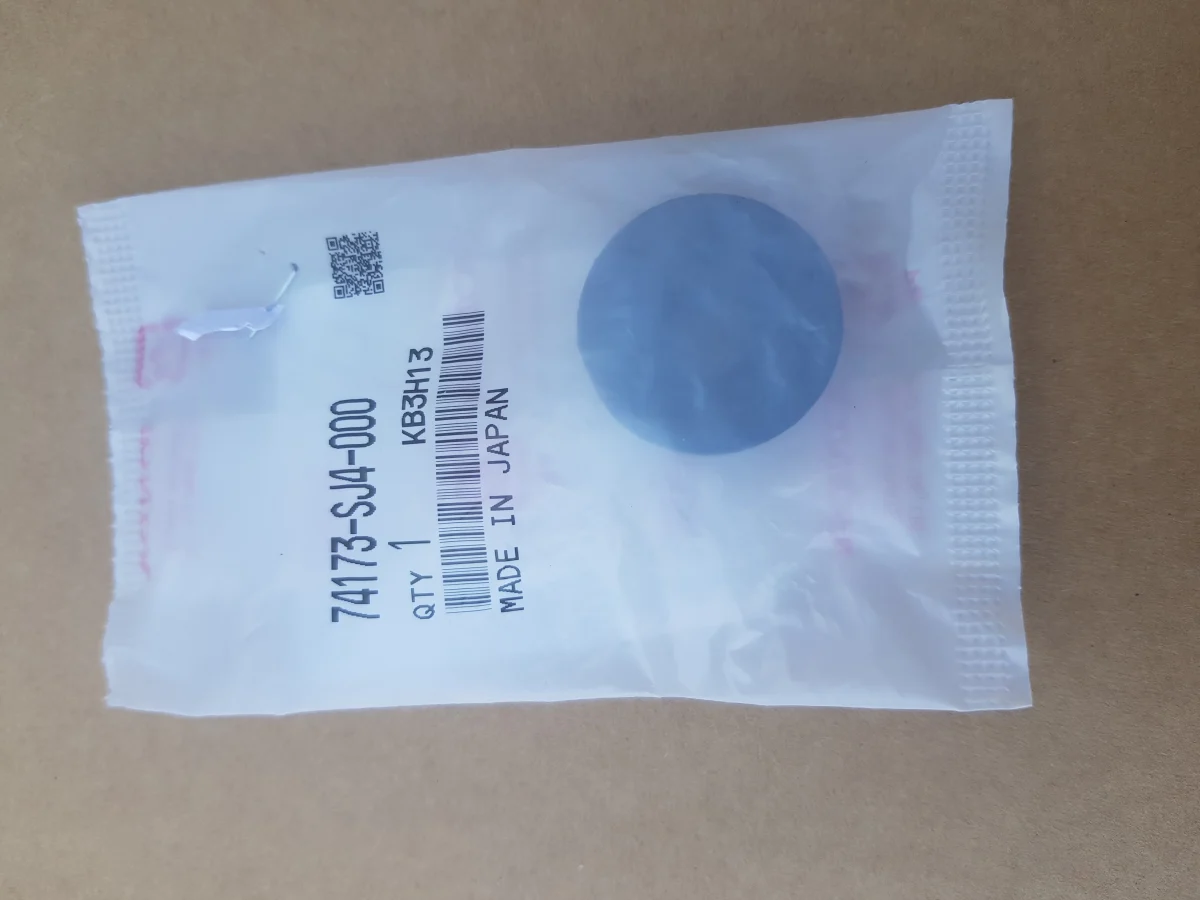 74173-SJ4-000
QTY 1 KB3H13
MADE IN JAPAN